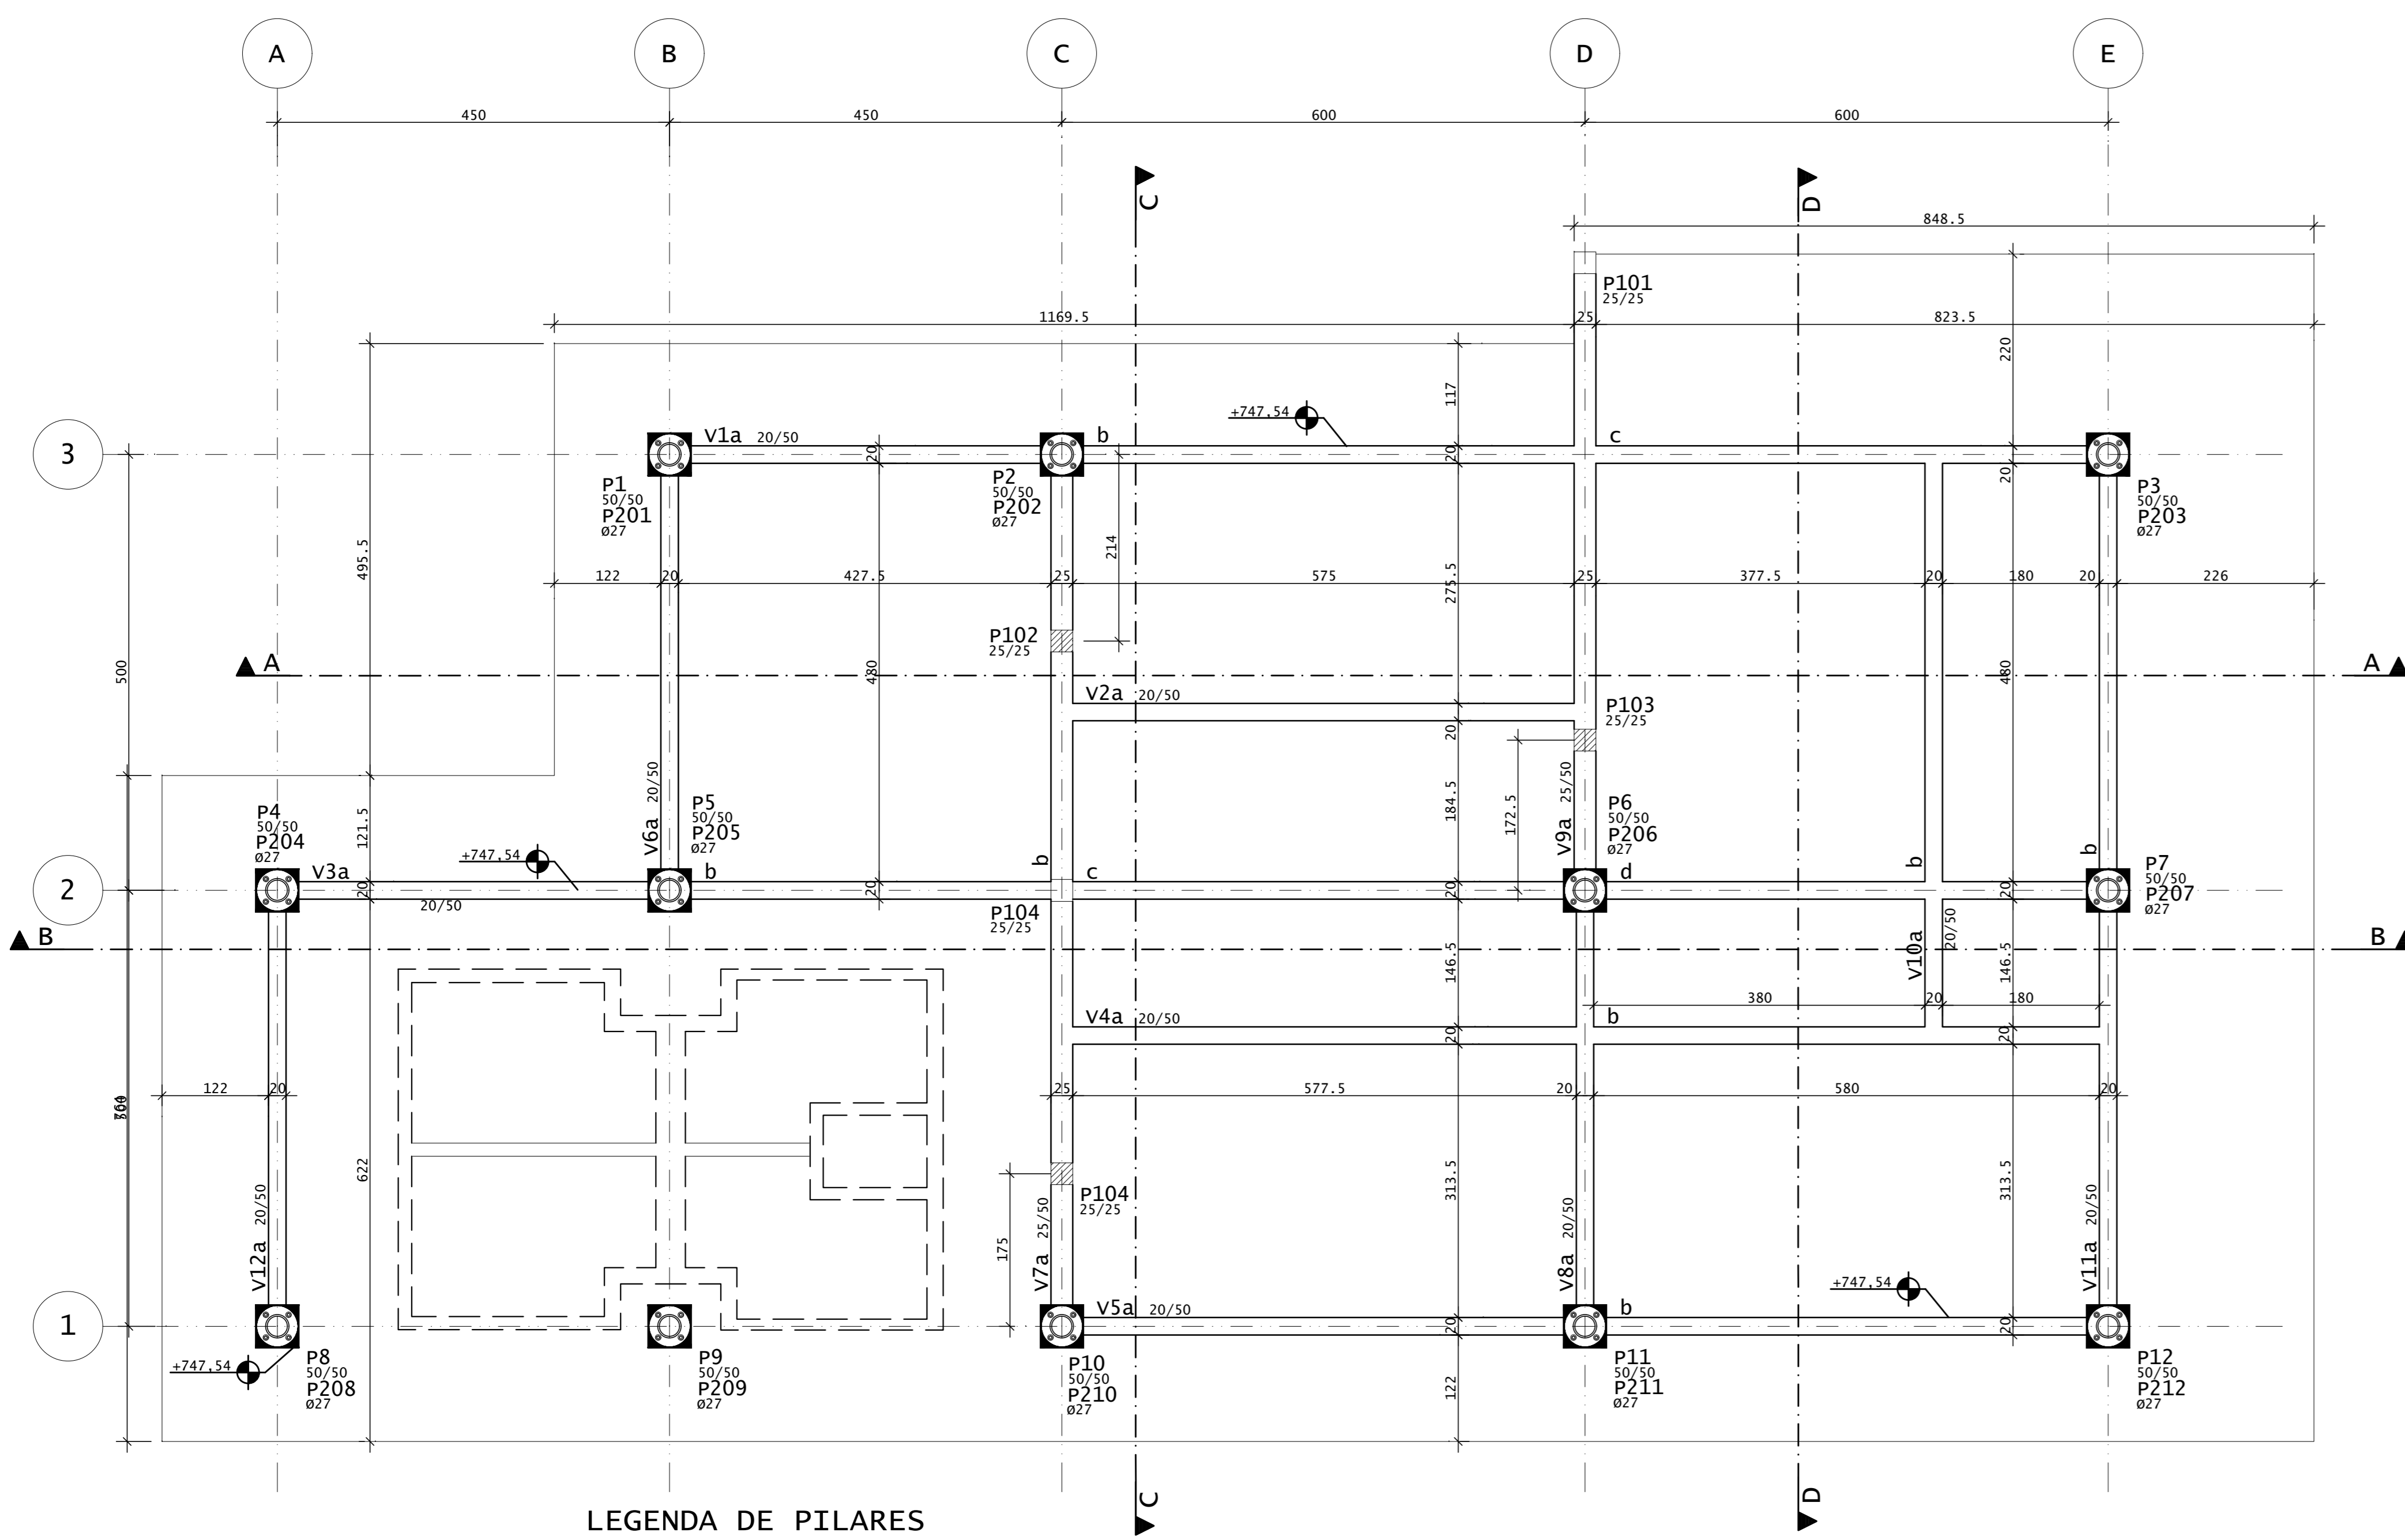 A
B
C
D
E
450
450
600
600
C
D
848.5
P101
25/25
1169.5
25
823.5
220
117
+747,54
3
V1a 20/50
b
c
20
20
20
P1
50/50
P201
Ø27
P2
50/50
P202
Ø27
P3
50/50
P203
Ø27
495.5
214
275.5
122
20
427.5
25
575
25
377.5
20
180
20
226
P102
25/25
500
480
480
A
A
V2a 20/50
P103
25/25
20
172.5
184.5
121.5
P4
50/50
P204
Ø27
P5
50/50
P205
Ø27
P6
50/50
P206
Ø27
P7
50/50
P207
Ø27
V6a 20/50
V9a 25/50
b
b
b
2
V3a
20/50
+747,54
b
c
d
20
20
20
20
P104
25/25
B
B
146.5
146.5
V10a 20/50
380
20
180
V4a 20/50
b
20
20
122
20
25
577.5
20
580
20
622
313.5
313.5
P104
25/25
175
V12a 20/50
V7a 25/50
V8a 20/50
V11a 20/50
+747,54
1
V5a 20/50
b
20
20
+747,54
P8
50/50
P208
Ø27
P9
50/50
P209
Ø27
P10
50/50
P210
Ø27
P11
50/50
P211
Ø27
P12
50/50
P212
Ø27
122
C
D
LEGENDA DE PILARES